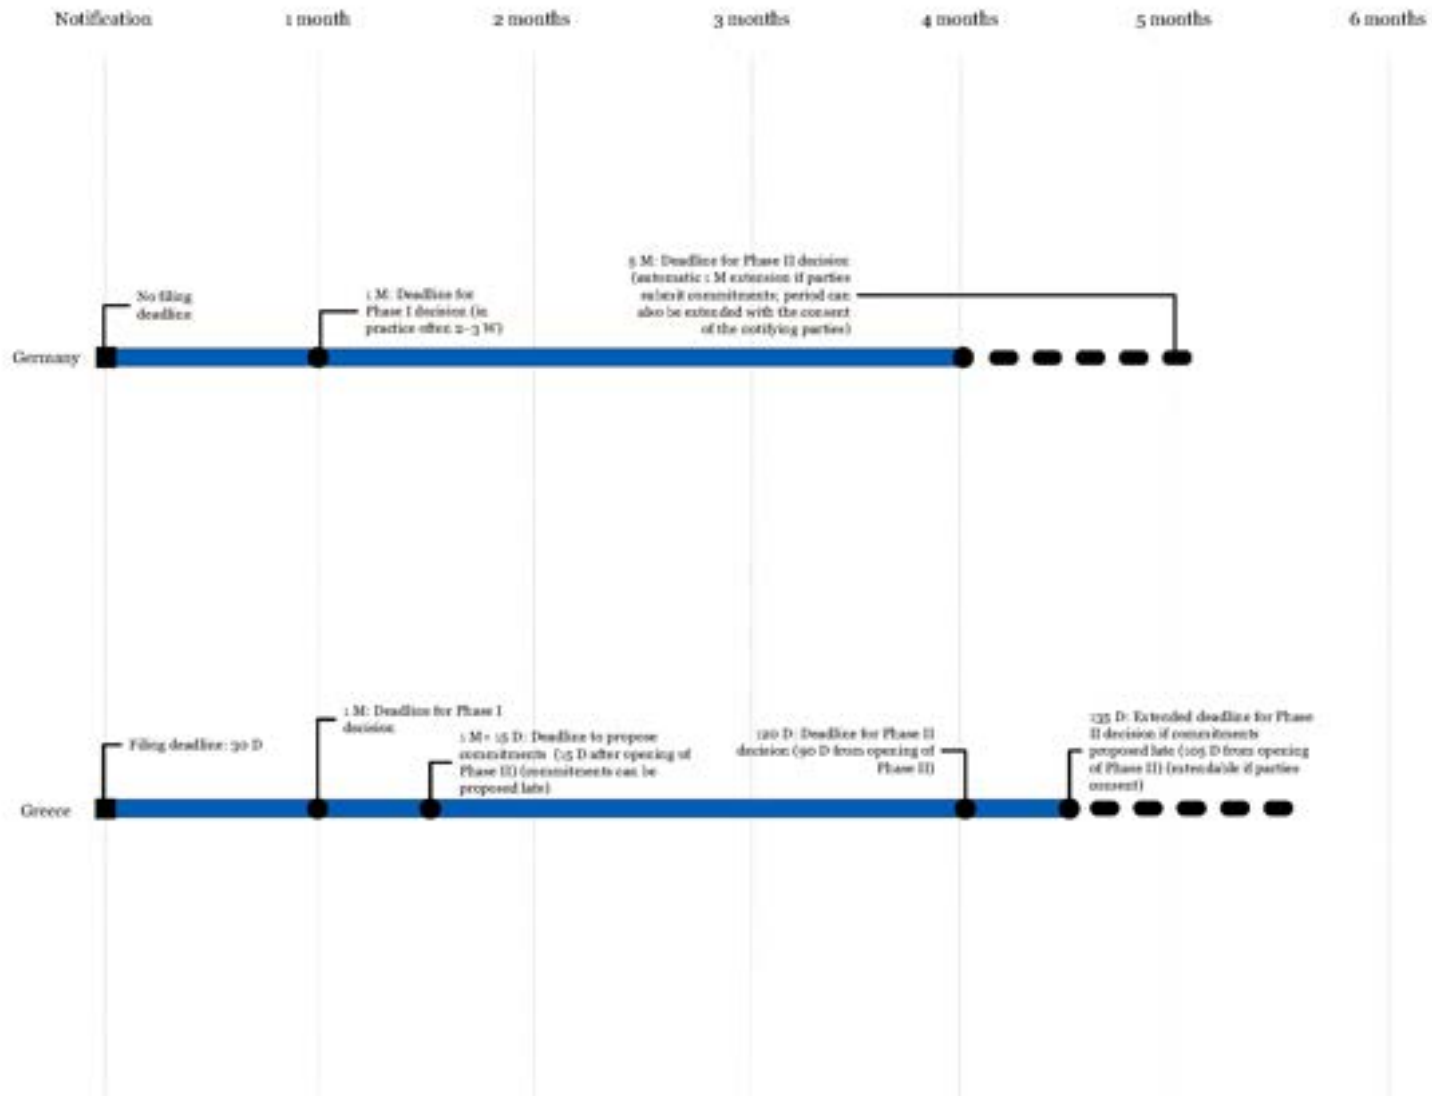 Notification 1 month 2 months 3 months 4 months 5 months 6 months
5 M: Deadline for Phase II decision
(automatic 1 M extension if parties
submit commitments; period can
also be extended with the consent
of the notifying parties)
No filing
deadline
1 M: Deadline for
Phase I decision (in
practice often 2-3 W)
Germany
1 M: Deadline for Phase I
decision
Filing deadline: 30 D
1 M+ 15 D: Deadline to propose
commitments (15 D after opening of
Phase II) (commitments can be
proposed late)
120 D: Deadline for Phase II
decision (90 D from opening of
Phase II)
135 D: Extended deadline for Phase
II decision if commitments
proposed late (105 D from opening
of Phase II) (extendable if parties
consent)
Greece